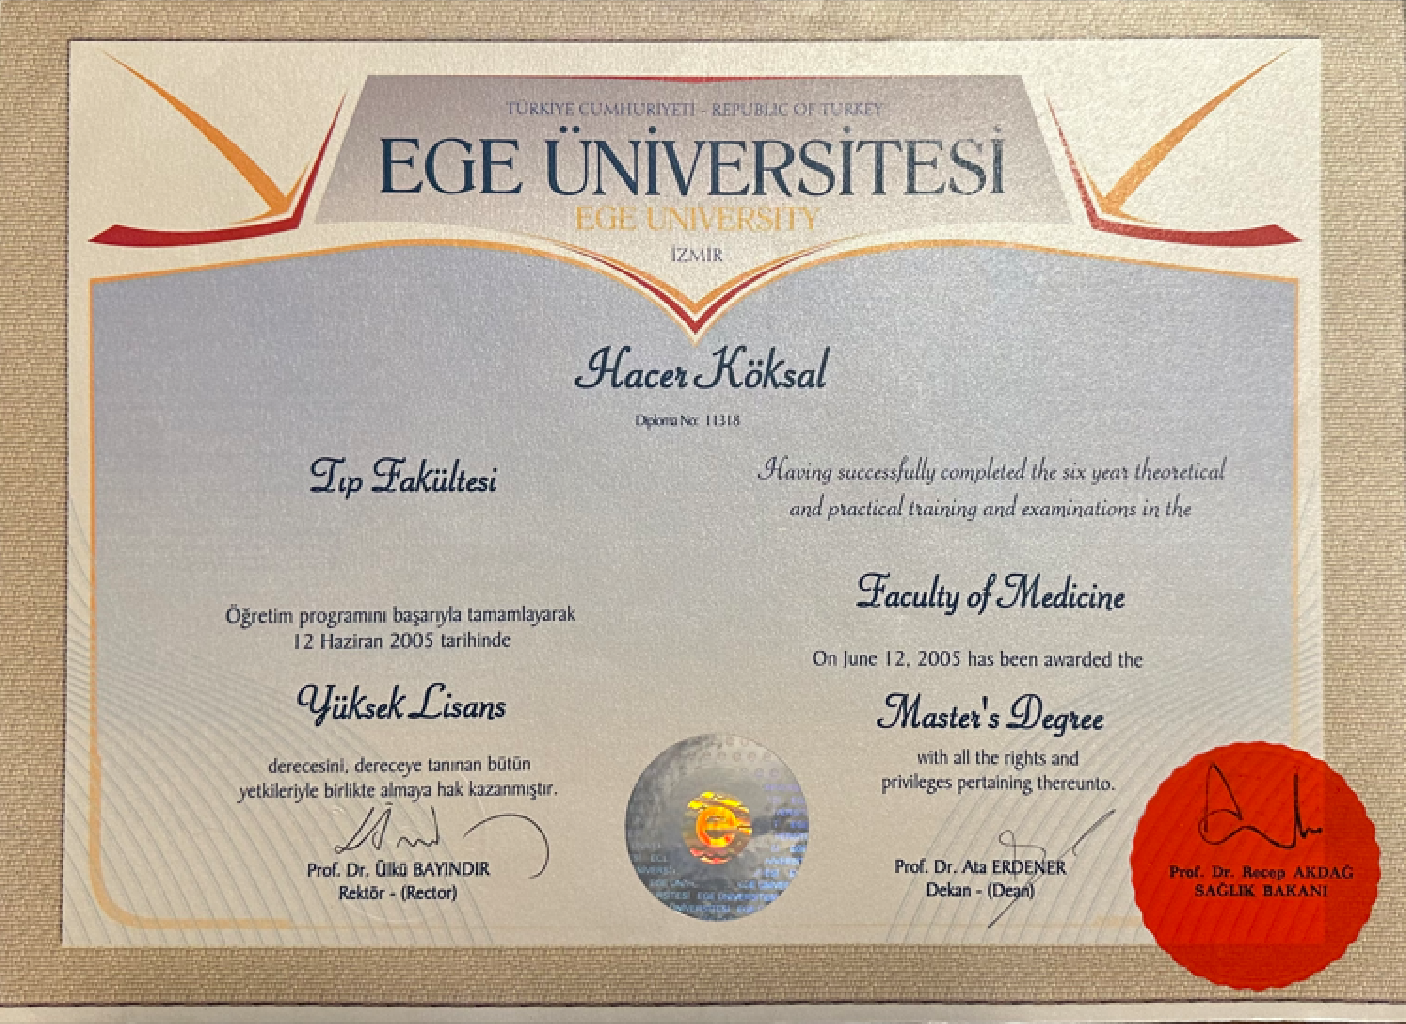 TÜRKİYE CUMHURİYETİ - REPUBLIC OF TURKEY
EGE ÜNİVERSİTESİ
EGE UNIVERSITY
İZMİR
Hacer Köksal
Diploma No: 11318
Tıp Fakültesi
Öğretim programını başarıyla tamamlayarak
12 Haziran 2005 tarihinde
Yüksek Lisans
derecesini, dereceye tanınan bütün
yetkileriyle birlikte almaya hak kazanmıştır.
Prof. Dr. Ülkü BAYINDIR
Rektör - (Rector)
Having successfully completed the six year theoretical
and practical training and examinations in the
Faculty of Medicine
On June 12, 2005 has been awarded the
Master's Degree
with all the rights and
privileges pertaining thereunto.
Prof. Dr. Ata ERDENER
Dekan - (Dean)
Prof. Dr. Recep AKDAĞ
SAĞLIK BAKANI